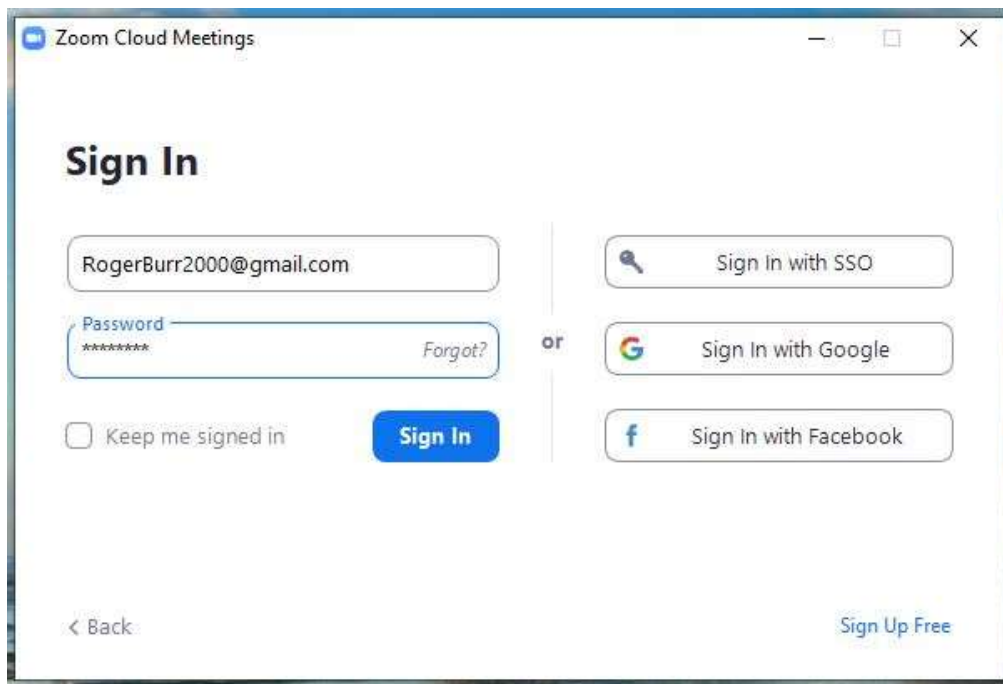 Zoom Cloud Meetings
Sign In
RogerBurr2000@gmail.com
Password
********
Forgot?
Keep me signed in
Sign In
or
Sign In with SSO
Sign In with Google
Sign In with Facebook
< Back
Sign Up Free